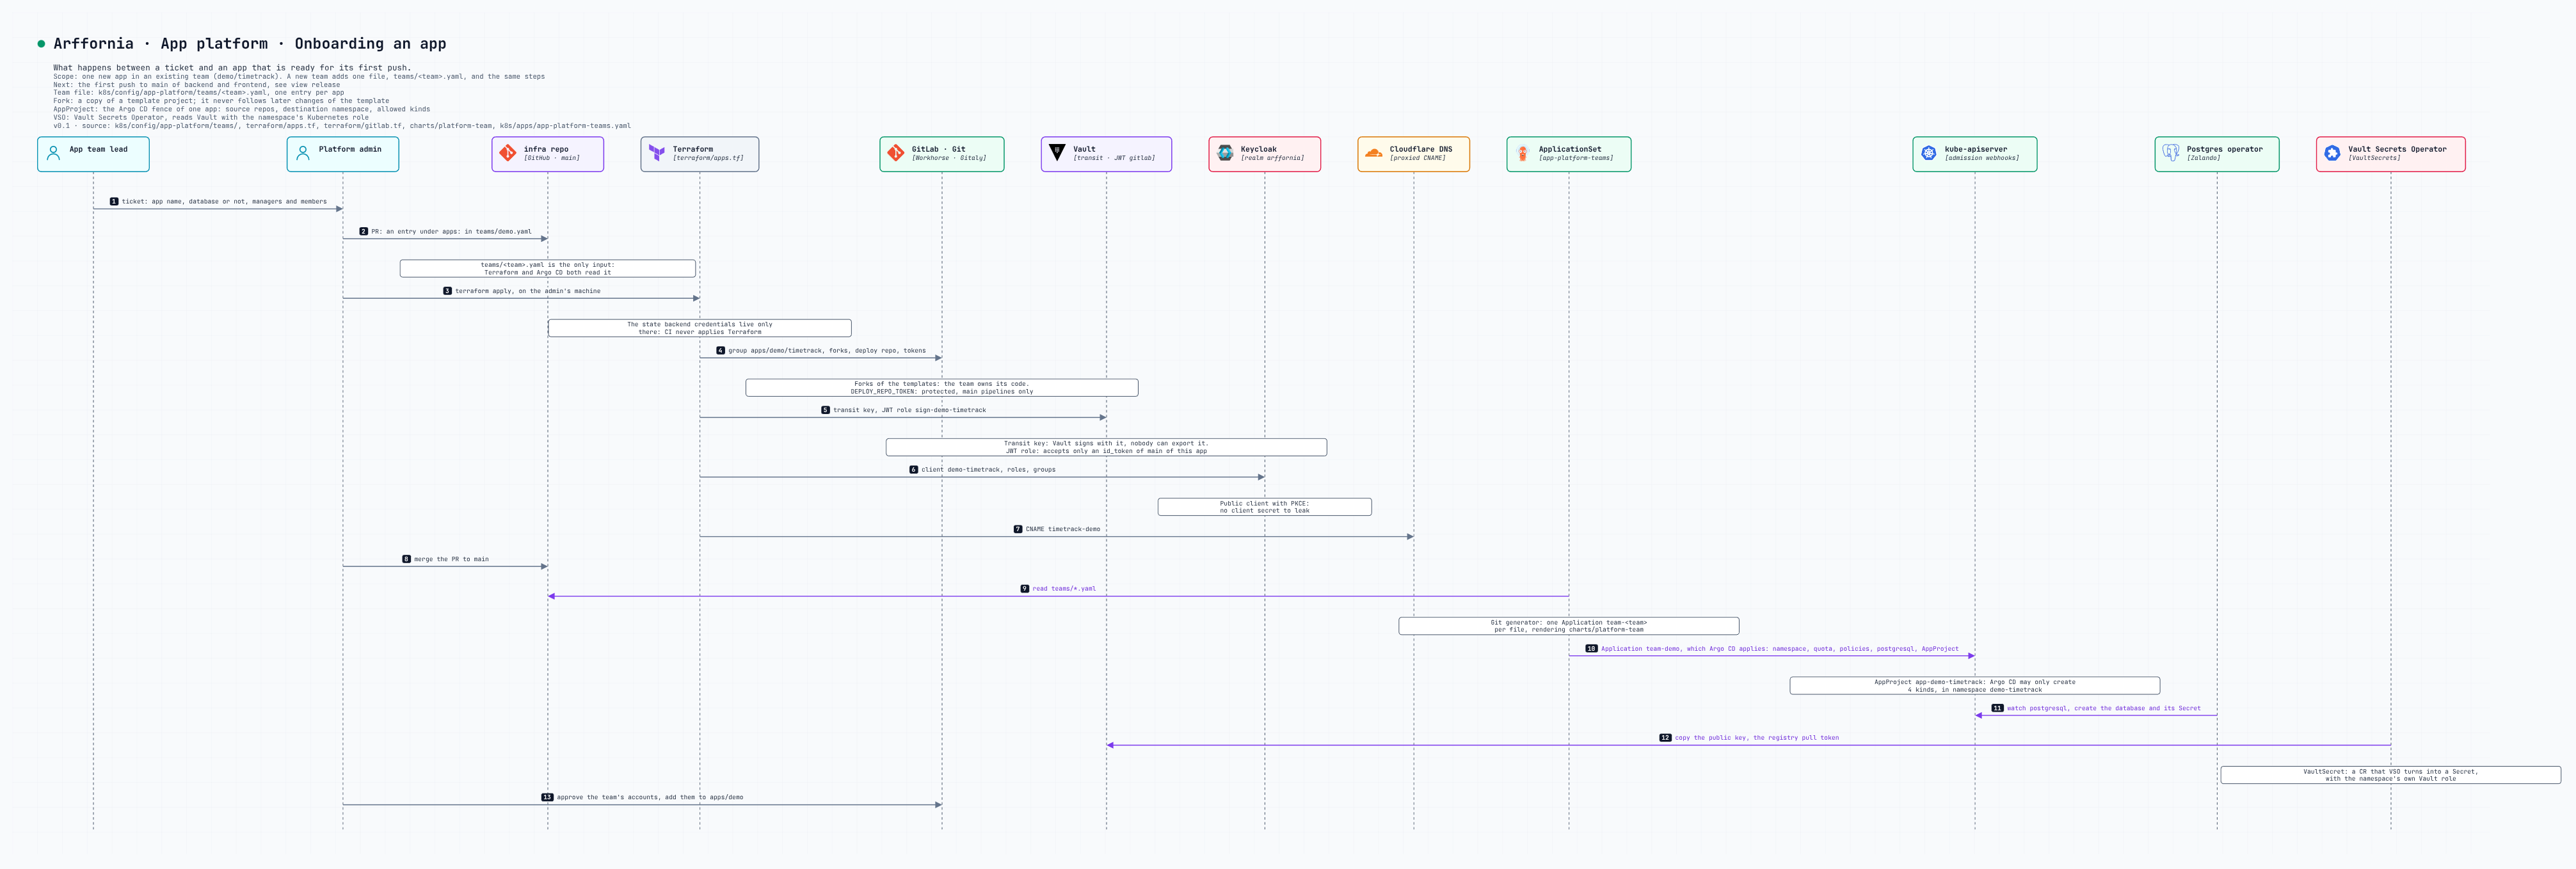 Arffornia · App platform · Onboarding an app
What happens between a ticket and an app that is ready for its first push.
Scope: one new app in an existing team (demo/timetrack). A new team adds one file, teams/<team>.yaml, and the same steps
Next: the first push to main of backend and frontend, see view release
Team file: k8s/config/app-platform/teams/<team>.yaml, one entry per app
Fork: a copy of a template project; it never follows later changes of the template
AppProject: the Argo CD fence of one app: source repos, destination namespace, allowed kinds
VSO: Vault Secrets Operator, reads Vault with the namespace's Kubernetes role
v0.1 · source: k8s/config/app-platform/teams/, terraform/apps.tf, terraform/gitlab.tf, charts/platform-team, k8s/apps/app-platform-teams.yaml
App team lead
Platform admin
infra repo
[GitHub · main]
Terraform
[terraform/apps.tf]
GitLab · Git
[Workhorse · Gitaly]
Vault
[transit · JWT gitlab]
Keycloak
[realm arffornia]
Cloudflare DNS
[proxied CNAME]
ApplicationSet
[app-platform-teams]
kube-apiserver
[admission webhooks]
Postgres operator
[Zalando]
Vault Secrets Operator
[VaultSecrets]
1 ticket: app name, database or not, managers and members
2 PR: an entry under apps: in teams/demo.yaml
teams/<team>.yaml is the only input:
Terraform and Argo CD both read it
3 terraform apply, on the admin's machine
The state backend credentials live only
there: CI never applies Terraform
4 group apps/demo/timetrack, forks, deploy repo, tokens
Forks of the templates: the team owns its code.
DEPLOY_REPO_TOKEN: protected, main pipelines only
5 transit key, JWT role sign-demo-timetrack
Transit key: Vault signs with it, nobody can export it.
JWT role: accepts only an id_token of main of this app
6 client demo-timetrack, roles, groups
Public client with PKCE:
no client secret to leak
7 CNAME timetrack-demo
8 merge the PR to main
9 read teams/*.yaml
Git generator: one Application team-<team>
per file, rendering charts/platform-team
10 Application team-demo, which Argo CD applies: namespace, quota, policies, postgresql, AppProject
AppProject app-demo-timetrack: Argo CD may only create
4 kinds, in namespace demo-timetrack
11 watch postgresql, create the database and its Secret
12 copy the public key, the registry pull token
VaultSecret: a CR that VSO turns into a Secret,
with the namespace's own Vault role
13 approve the team's accounts, add them to apps/demo